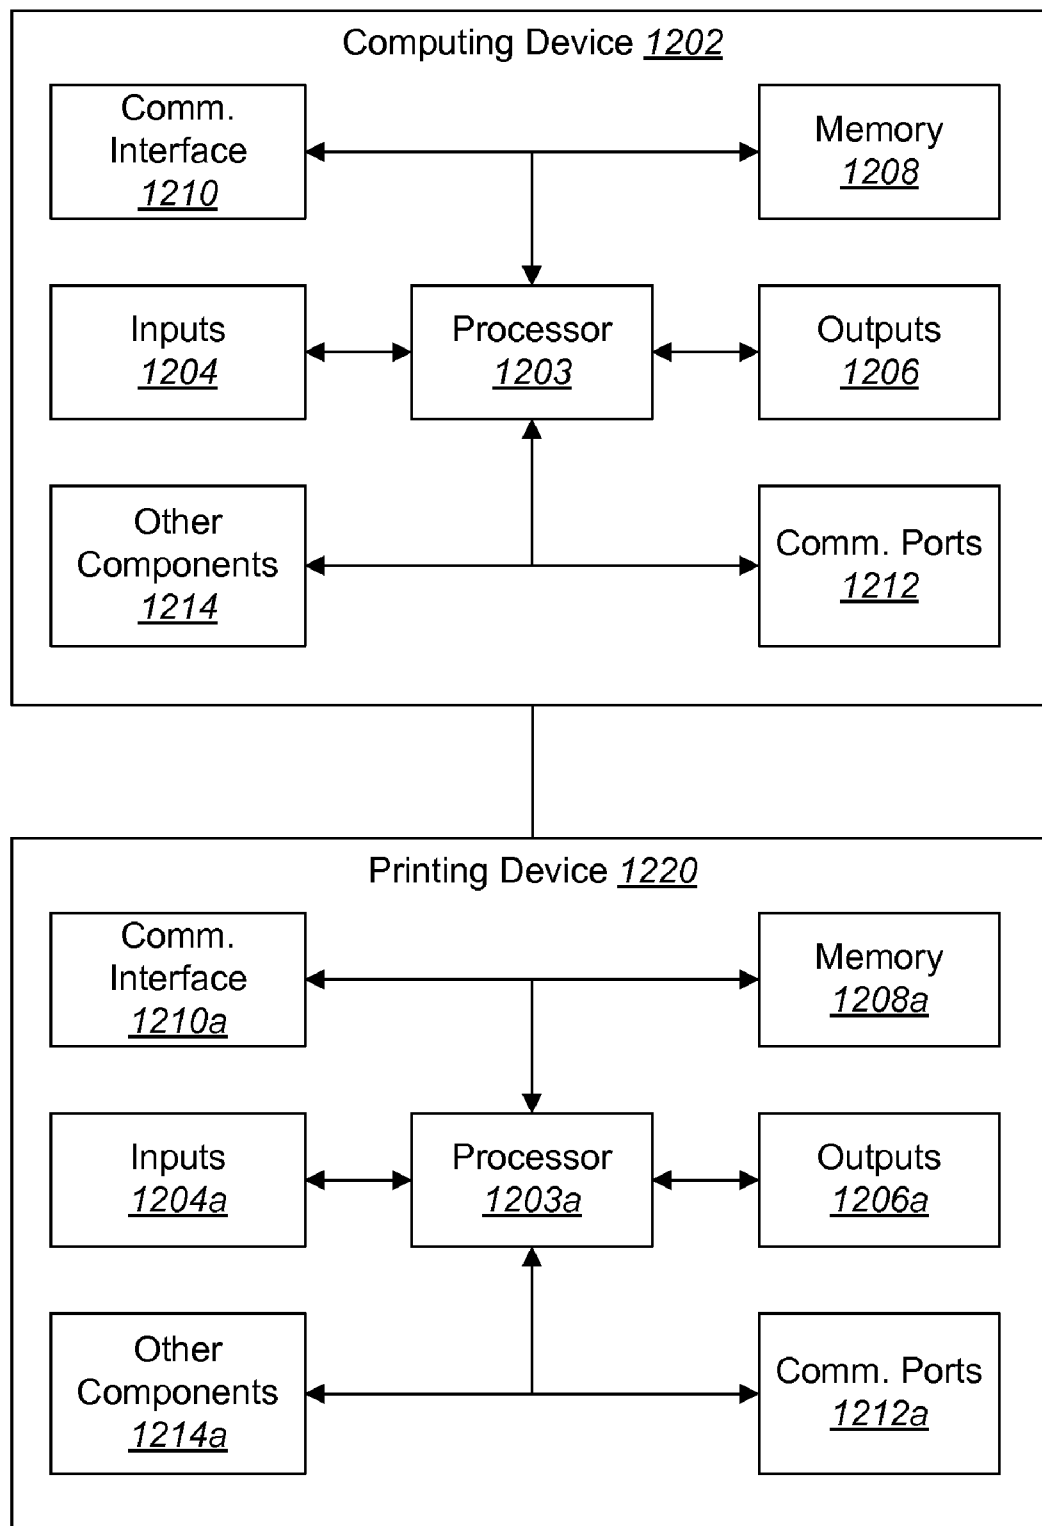 Computing Device 1202
Comm.
Interface
1210
Memory
1208
Inputs
1204
Processor
1203
Outputs
1206
Other
Components
1214
Comm. Ports
1212
Printing Device 1220
Comm.
Interface
1210a
Memory
1208a
Inputs
1204a
Processor
1203a
Outputs
1206a
Other
Components
1214a
Comm. Ports
1212a